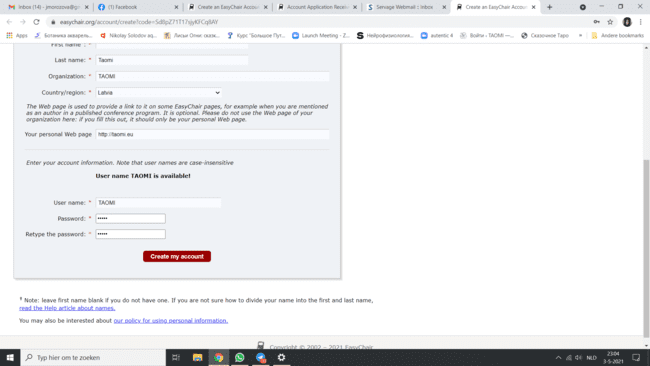 Inbox (14) - jmorozova@g
(1) Facebook
Create an EasyChair Account
Account Application Receive
Servage Webmail :: Inbox
Create an EasyChair Account
easychair.org/account/create?code=
Apps
Ботаника акварель
Nikolay Solodov
Лисьи Огни: сказк
Курс "Большое Пут
Launch Meeting - Z
Нейрофизиология
Войти ‹ TAOMI —
Сказочное Таро
Andere bookmarks
First name
Last name: * Taomi
Organization: * TAOMI
Country/region: * Latvia
The Web page is used to provide a link to it on some EasyChair pages, for example when you are mentioned
as an author in a published conference program. It is optional. Please do not use the Web page of your
organization here: if you fill this out, it should only be your personal Web page.
Your personal Web page http://taomi.eu
Enter your account information. Note that user names are case-insensitive
User name TAOMI is available!
User name: * TAOMI
Password: * •••••
Retype the password: * •••••
Create my account
Note: leave first name blank if you do not have one. If you are not sure how to divide your name into the first and last name,
read the Help article about names.
You may also be interested about our policy for using personal information.
Copyright © 2002 – 2021 EasyChair
Typ hier om te zoeken
NLD
23:04
3-5-2021